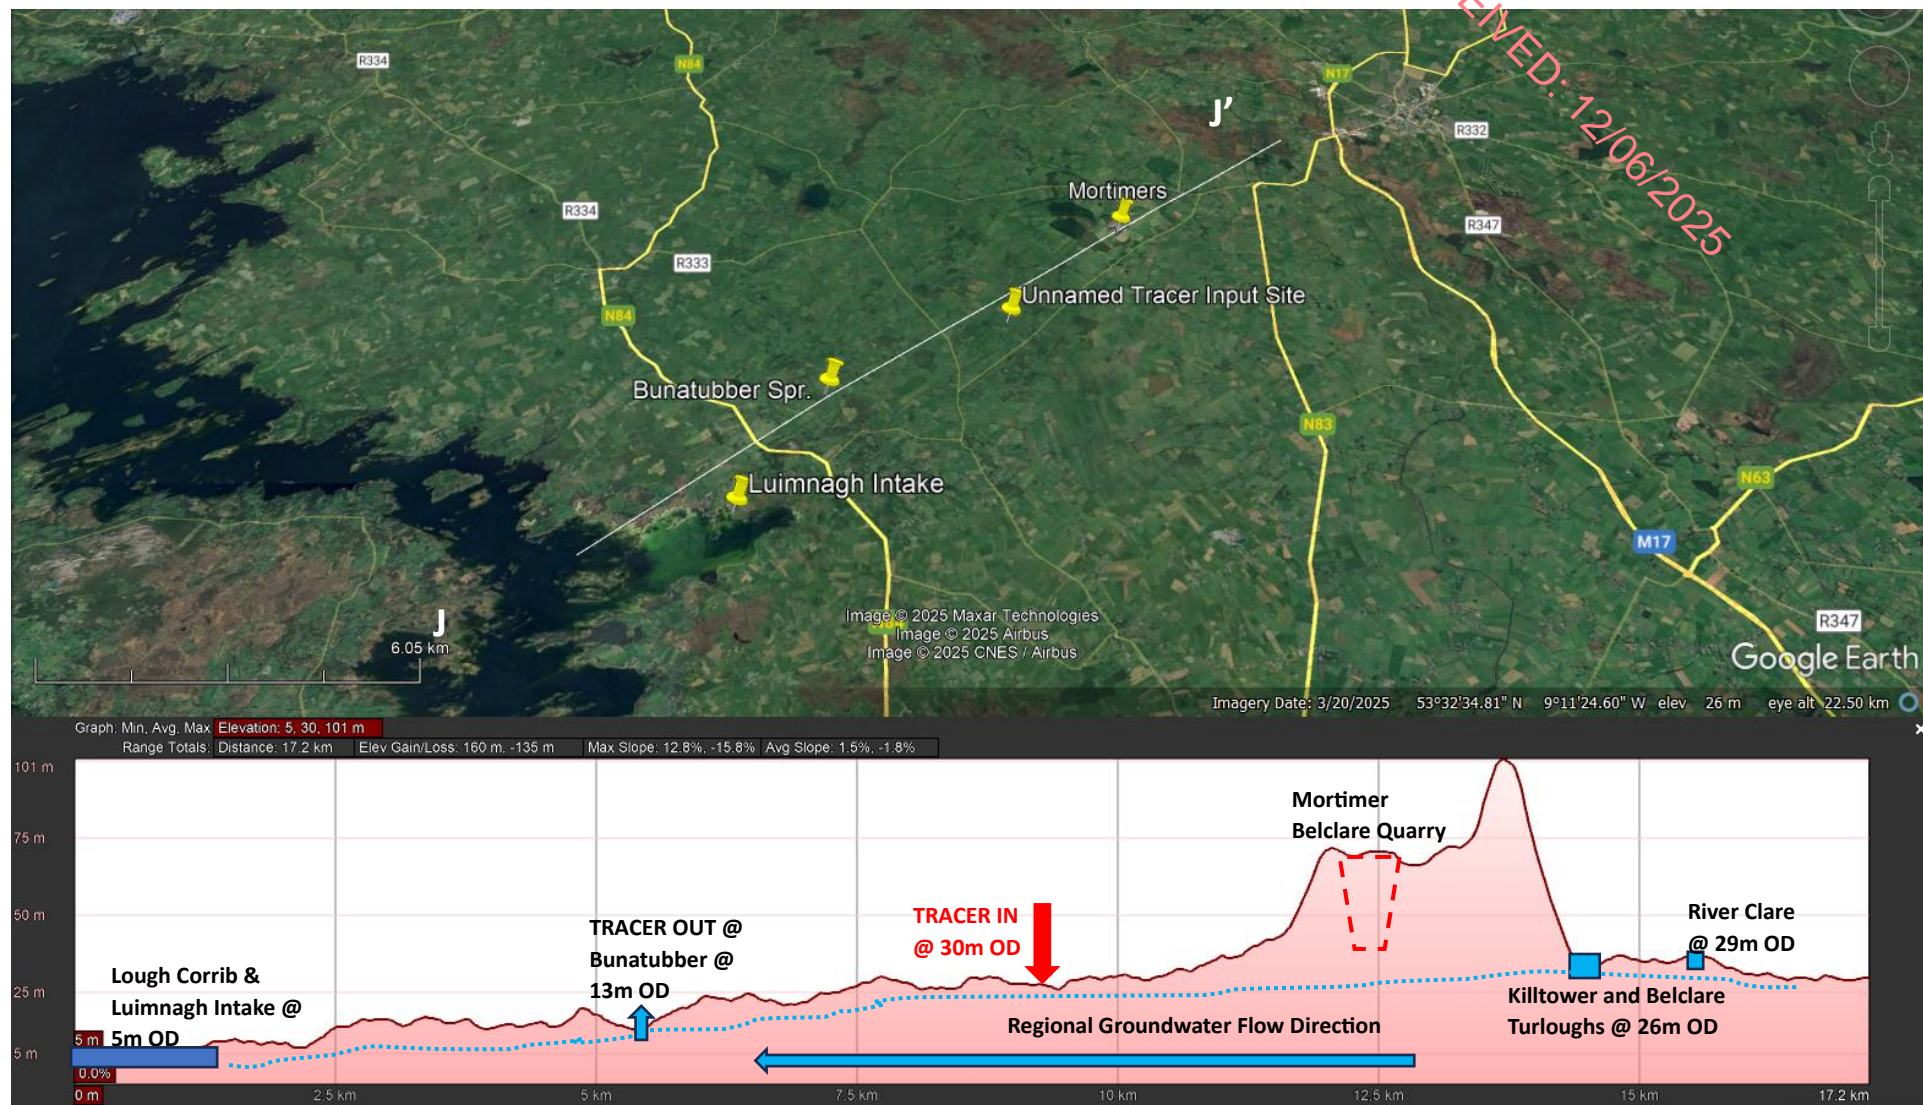 EIVED: 12/06/2025
R334
N84
N17
J’
R332
Mortimers
R334
R347
R333
Unnamed Tracer Input Site
N84
Bunatubber Spr.
N83
N63
Luimnagh Intake
M17
J
6.05 km
Image © 2025 Maxar Technologies
N84
Image © 2025 Airbus
Image © 2025 CNES / Airbus
R347
Google Earth
Imagery Date: 3/20/2025 53°32'34.81" N 9°11'24.60" W elev 26 m eye alt 22.50 km
Graph: Min, Avg, Max Elevation: 5, 30, 101 m
Range Totals: Distance: 17.2 km Elev Gain/Loss: 160 m, -135 m Max Slope: 12.8%, -15.8% Avg Slope: 1.5%, -1.8%
101 m
75 m
50 m
25 m
5 m
Mortimer
Belclare Quarry
TRACER IN
@ 30m OD
TRACER OUT @
Bunatubber @
13m OD
River Clare
@ 29m OD
Lough Corrib &
Luimnagh Intake @
5m OD
Killtower and Belclare
Turloughs @ 26m OD
Regional Groundwater Flow Direction
5 m
0.0%
0 m
2.5 km
5 km
7.5 km
10 km
12.5 km
15 km
17.2 km